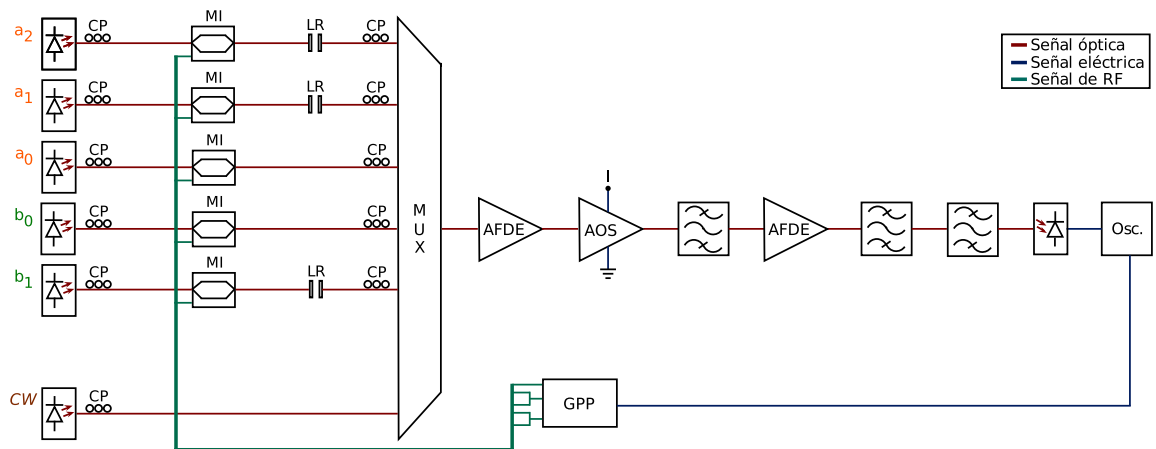 a2 CP MI LR CP
a1 CP MI LR CP
a0 CP MI CP
b0 CP MI CP
b1 CP MI LR CP
CW CP
MUX
AFDE
I
AOS
AFDE
Osc.
GPP
Señal óptica
Señal eléctrica
Señal de RF